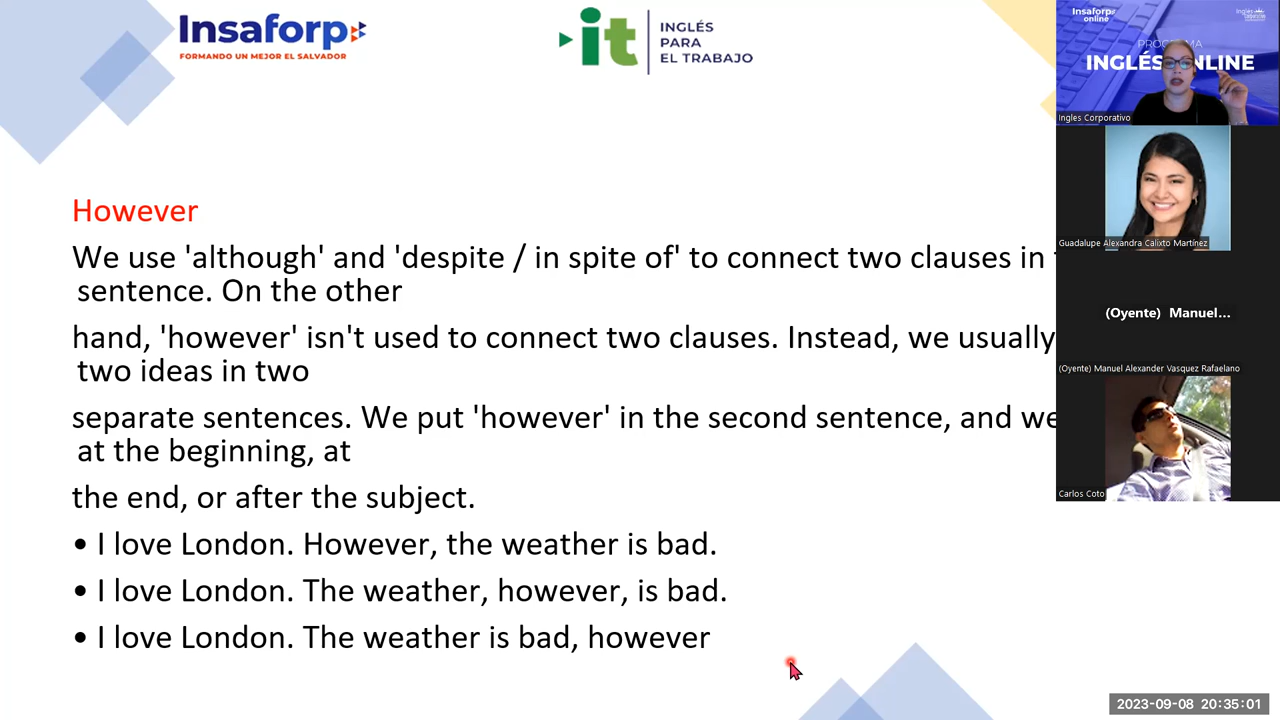 Insaforp
FORMANDO UN MEJOR EL SALVADOR
it
INGLÉS
PARA
EL TRABAJO
However
We use 'although' and 'despite / in spite of' to connect two clauses in
sentence. On the other
hand, 'however' isn't used to connect two clauses. Instead, we usually
two ideas in two
separate sentences. We put 'however' in the second sentence, and we
at the beginning, at
the end, or after the subject.
• I love London. However, the weather is bad.
• I love London. The weather, however, is bad.
• I love London. The weather is bad, however
Insaforp
online
Inglés
INGLÉS
Ingles Corporativo
Guadalupe Alexandra Calixto Martínez
(Oyente) Manuel...
(Oyente) Manuel Alexander Vasquez Rafaelano
Carlos Coto
2023-09-08 20:35:01